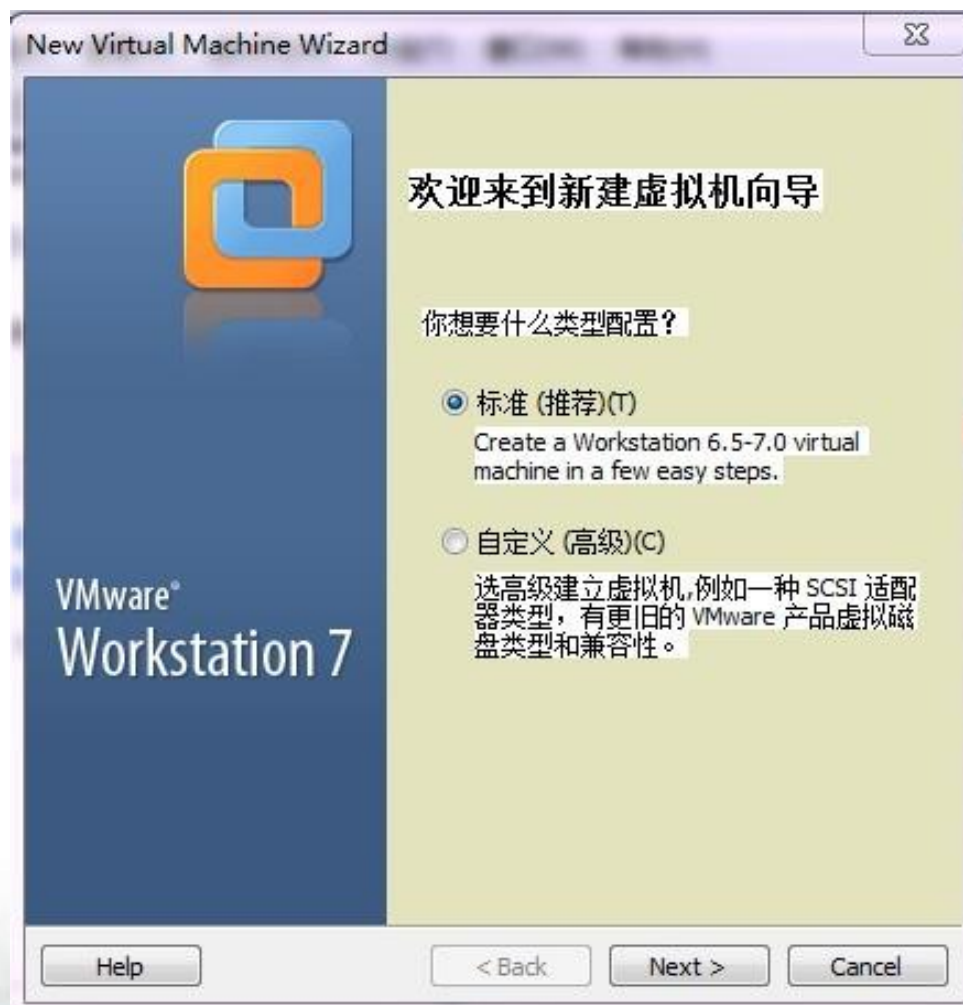 New Virtual Machine Wizard
欢迎来到新建虚拟机向导
你想要什么类型配置？
标准 (推荐)(T)
Create a Workstation 6.5-7.0 virtual
machine in a few easy steps.
自定义 (高级)(C)
选高级建立虚拟机,例如一种 SCSI 适配
器类型，有更旧的 VMware 产品虚拟磁
盘类型和兼容性。
VMware®
Workstation 7
Help
< Back
Next >
Cancel